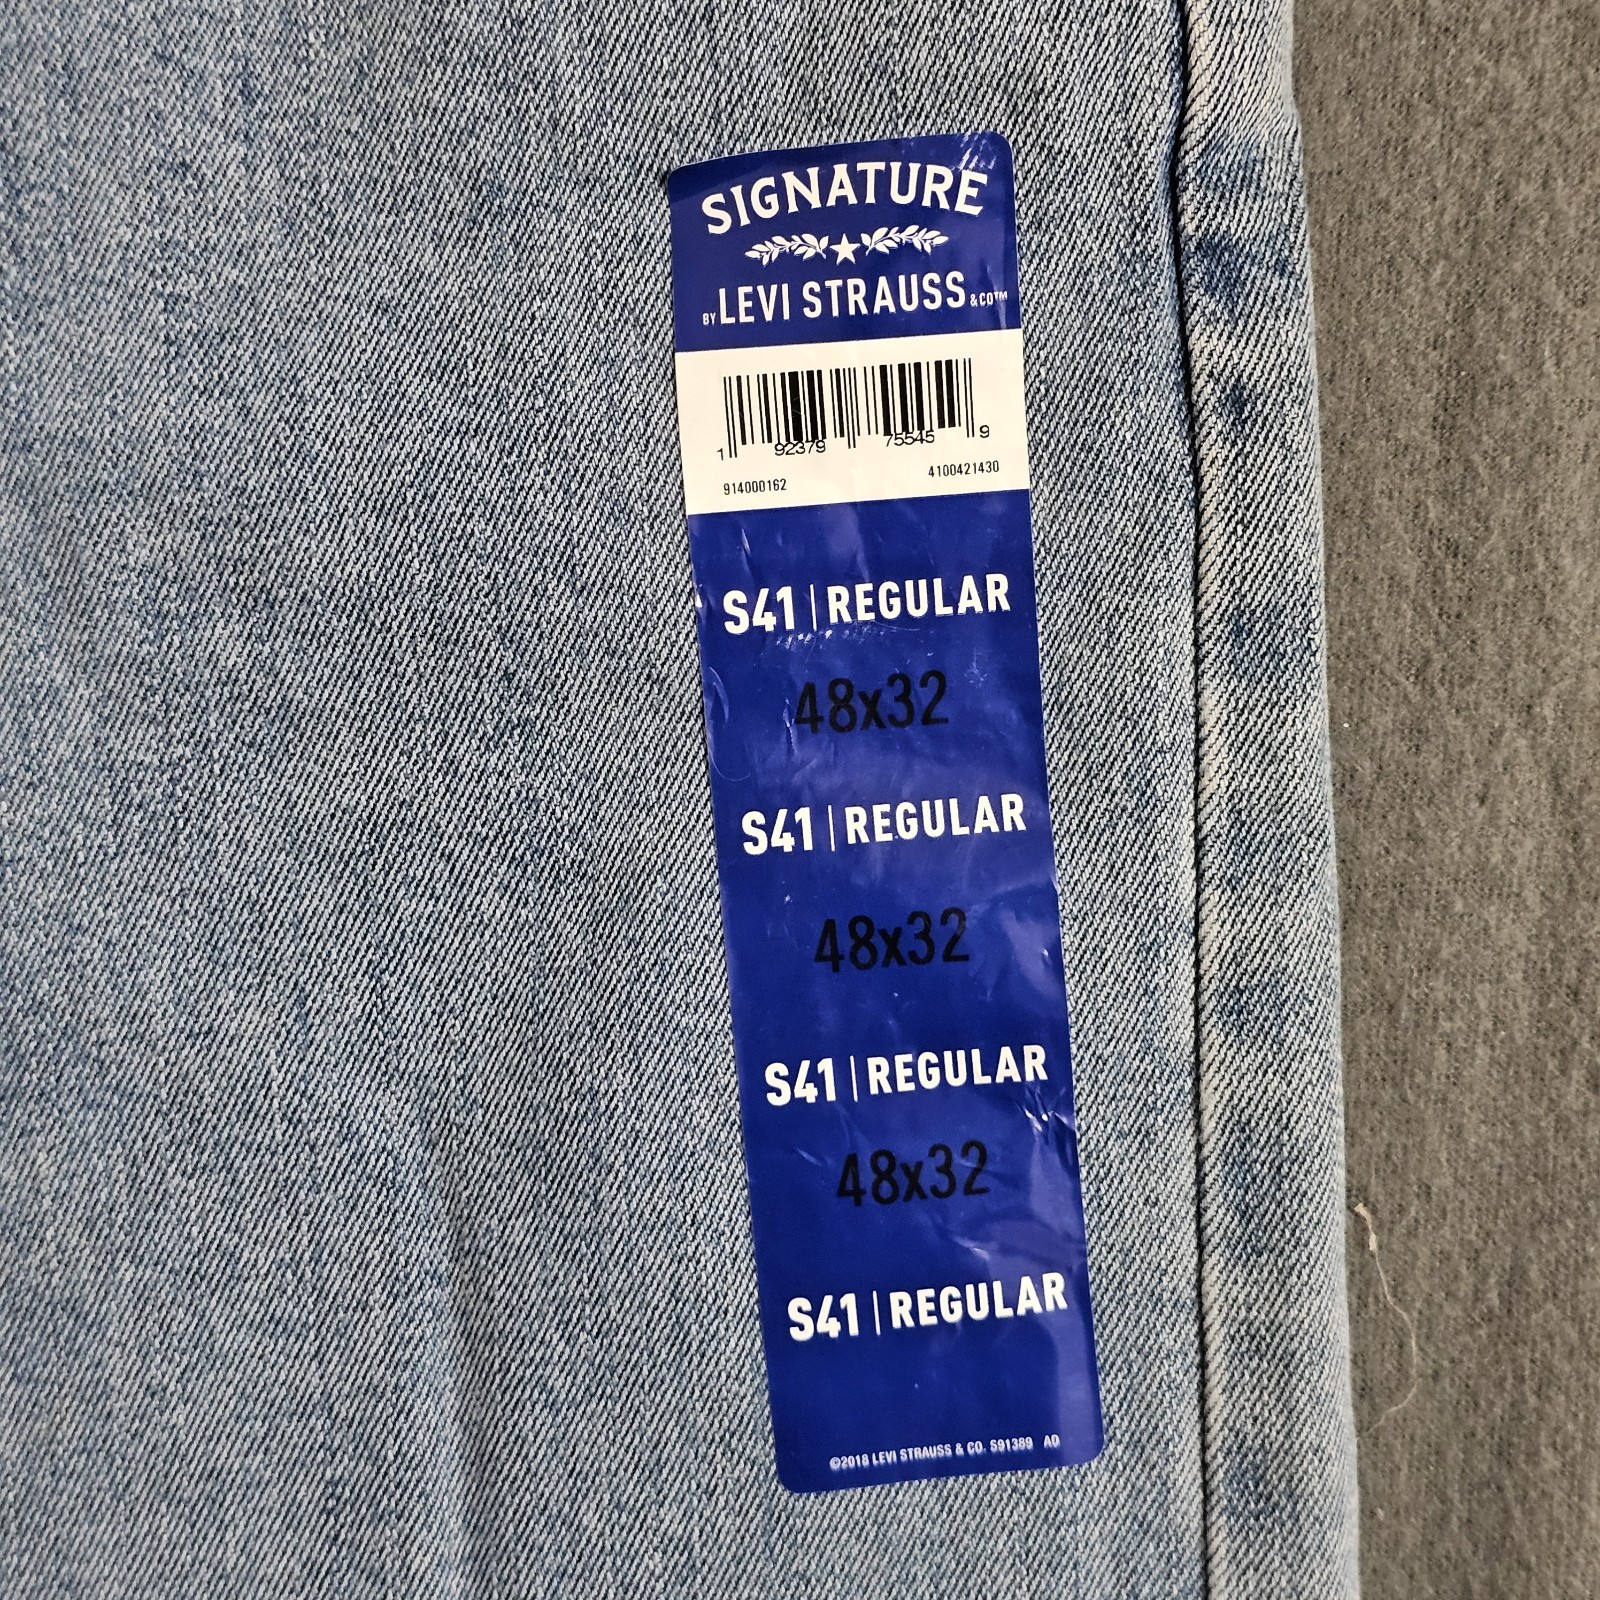 SIGNATURE
BY LEVI STRAUSS & CO™
1 92379 75545 9
914000162 4100421430
S41 | REGULAR
48x32
S41 | REGULAR
48x32
S41 | REGULAR
48x32
S41 | REGULAR
©2018 LEVI STRAUSS & CO. S91389 AD